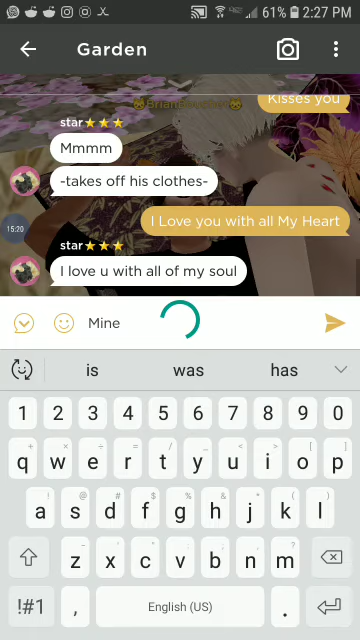 61% 2:27 PM
Garden
Kisses you
star⭐⭐⭐
Mmmm
-takes off his clothes-
15:20
I Love you with all My Heart
star⭐⭐⭐
I love u with all of my soul
Mine
is was has
1 2 3 4 5 6 7 8 9 0
+ × ÷ = / _ < > [ ]
q w e r t y u i o p
! @ # $ % & * ( )
a s d f g h j k l
z x c v b n m
!#1 , English (US) .